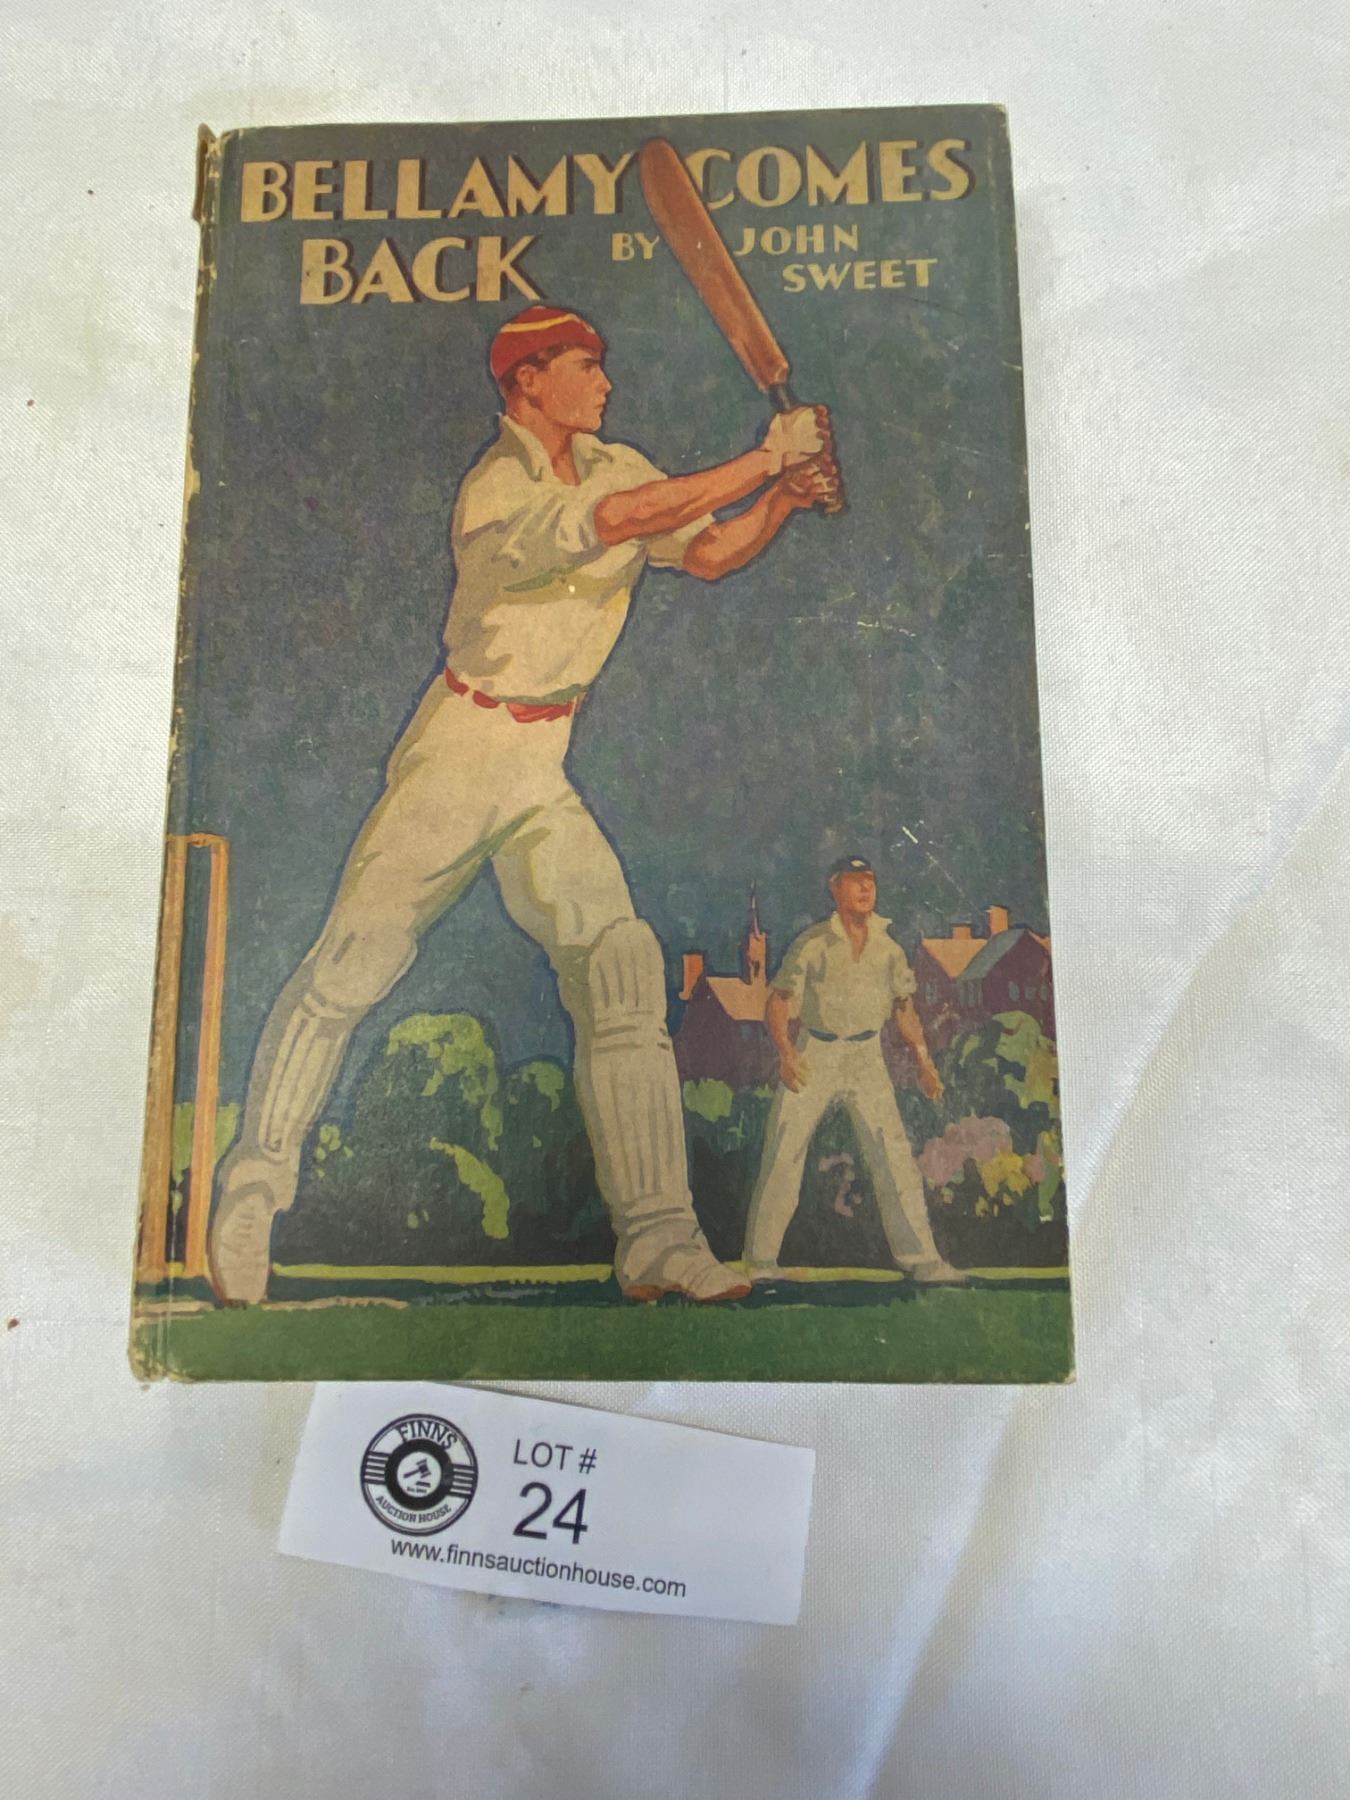 BELLAMY COMES
BACK BY JOHN
SWEET
FINNS
AUCTION HOUSE
LOT #
24
www.finnsauctionhouse.com